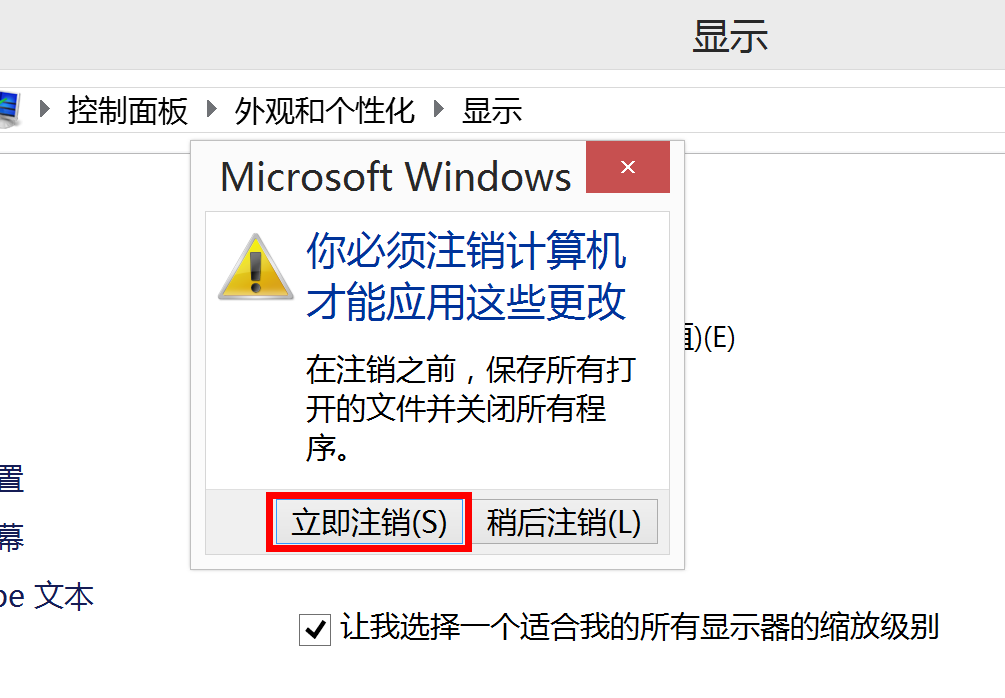 显示
控制面板 外观和个性化 显示
Microsoft Windows
你必须注销计算机
才能应用这些更改
)(E)
在注销之前，保存所有打
开的文件并关闭所有程
序。
置
立即注销(S) 稍后注销(L)
幕
pe 文本
让我选择一个适合我的所有显示器的缩放级别